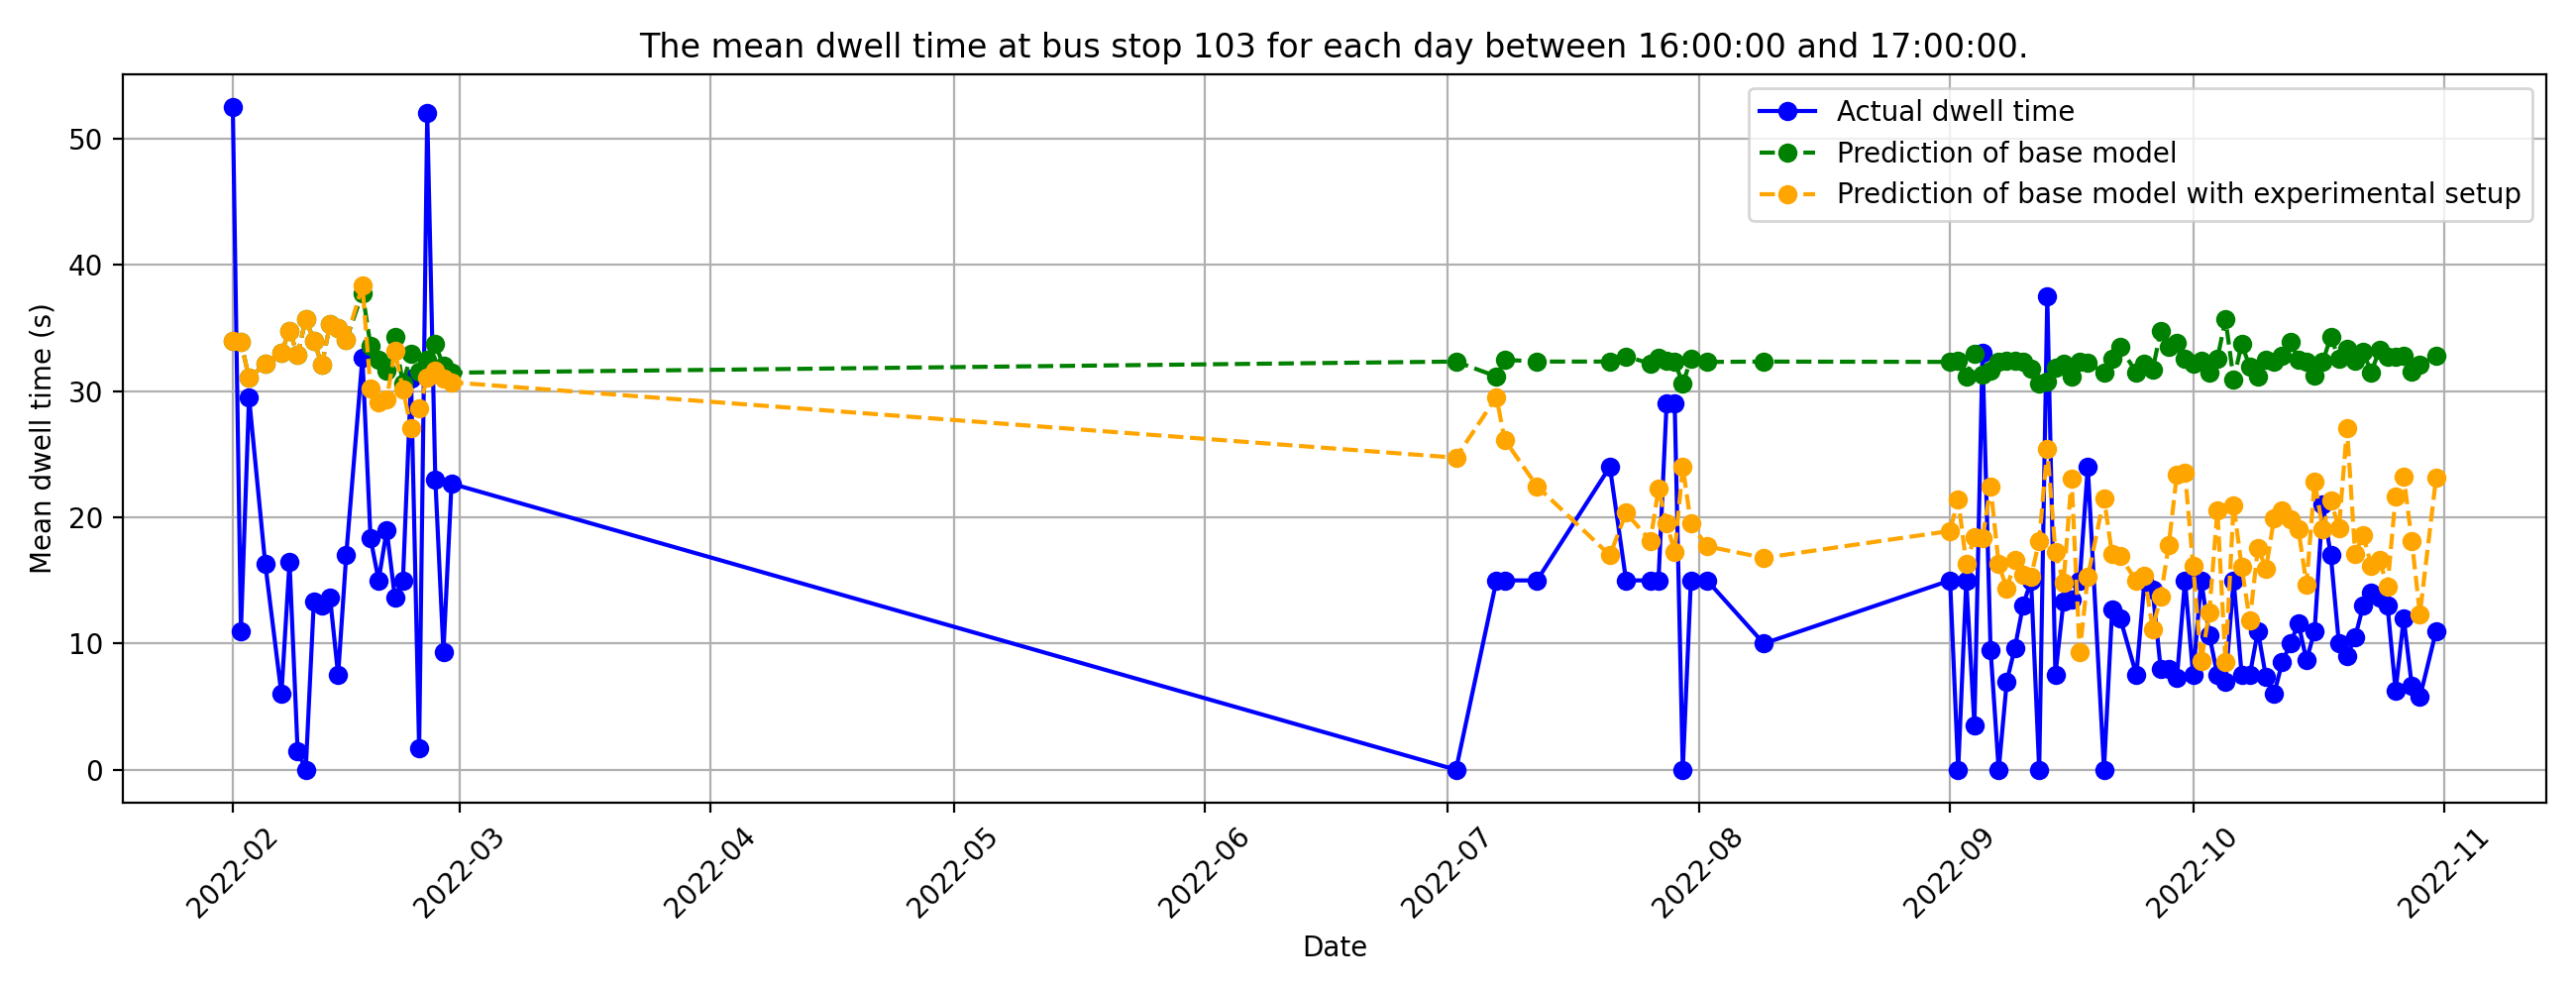 The mean dwell time at bus stop 103 for each day between 16:00:00 and 17:00:00.
Actual dwell time
Prediction of base model
Prediction of base model with experimental setup
Mean dwell time (s)
50
40
30
20
10
0
2022-02
2022-03
2022-04
2022-05
2022-06
2022-07
2022-08
2022-09
2022-10
2022-11
Date